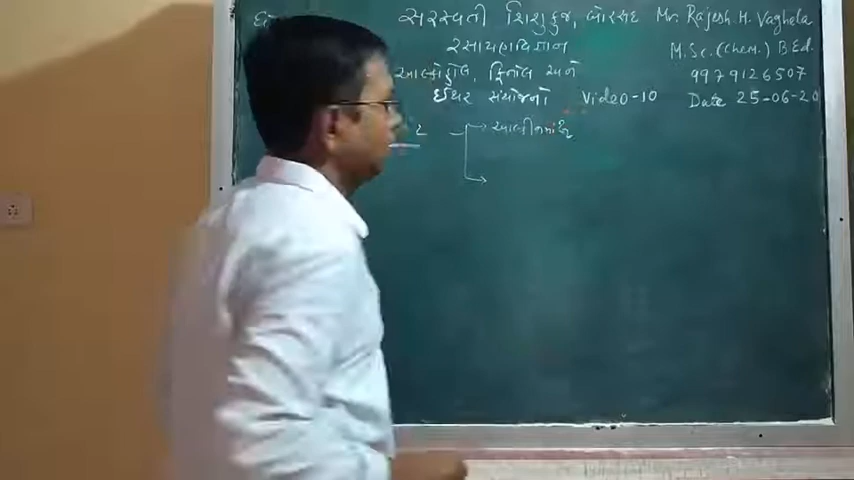 સરસ્વતી શિશુકુંજ, બોરસદ Mr. Rajesh. H. Vaghela
રસાયણવિજ્ઞાન M.Sc. (Chem.) B.Ed
આલ્કોહોલ, ફિનોલ અને 9979126507
ઈથર સંયોજનો Video-10 Date 25-06-20